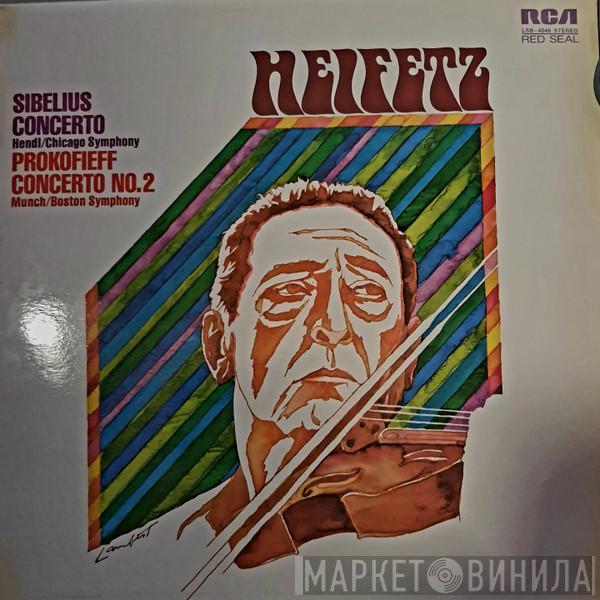 RCA
LSB-4048 STEREO
RED SEAL
HEIFETZ
SIBELIUS
CONCERTO
Hendl/Chicago Symphony
PROKOFIEFF
CONCERTO NO.2
Munch/Boston Symphony
МАРКЕТ ВИНИЛА